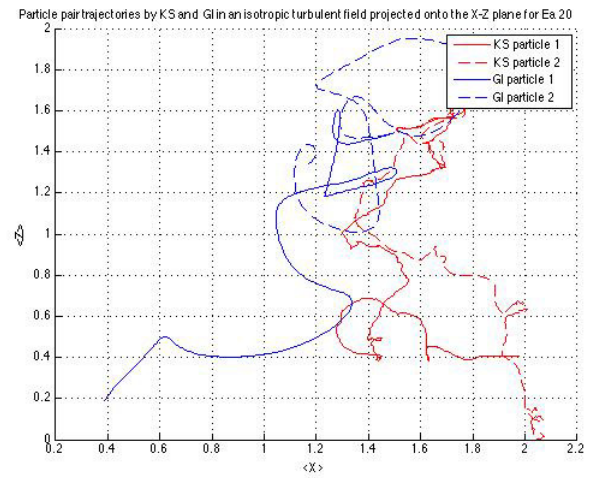 Particle pair trajectories by KS and GI in an isotropic turbulent field projected onto the X-Z plane for Ea 20
2
1.8
1.6
1.4
1.2
1
0.8
0.6
0.4
0.2
0
<Z>
KS particle 1
KS particle 2
GI particle 1
GI particle 2
0.2 0.4 0.6 0.8 1 1.2 1.4 1.6 1.8 2 2.2
<X>